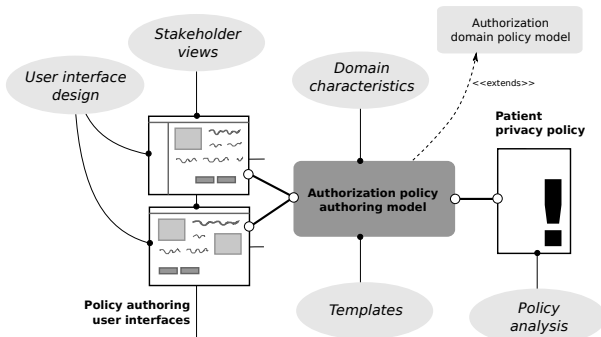 Stakeholder
views
Authorization
domain policy model
User interface
design
Domain
characteristics
<<extends>>
Patient
privacy policy
Authorization policy
authoring model
Policy authoring
user interfaces
Templates
Policy
analysis